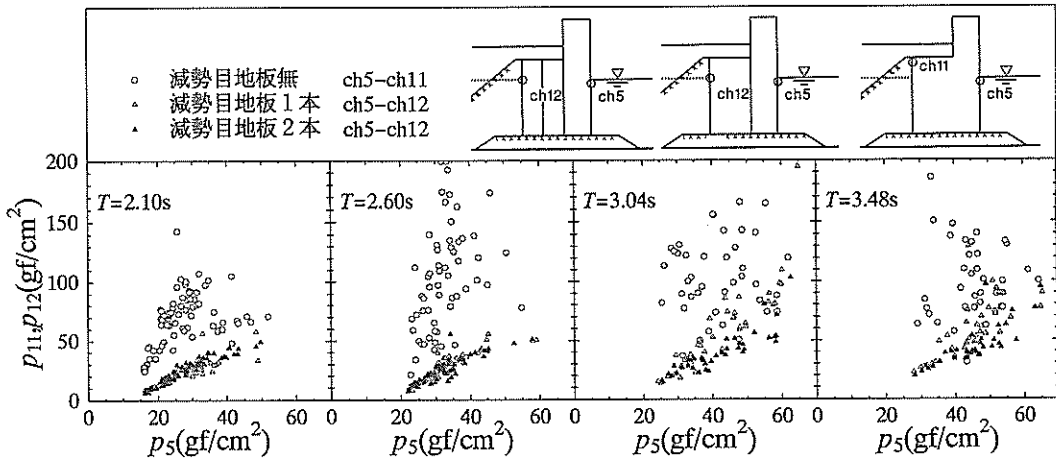 ○ 減勢目地板無 ch5-ch11
△ 減勢目地板1本 ch5-ch12
▲ 減勢目地板2本 ch5-ch12
ch12 ch5
ch12 ch5
ch11 ch5
p11,p12(gf/cm²)
200
150
100
50
0
T=2.10s
T=2.60s
T=3.04s
T=3.48s
0 20 40 60
0 20 40 60
0 20 40 60
0 20 40 60
p5(gf/cm²)
p5(gf/cm²)
p5(gf/cm²)
p5(gf/cm²)